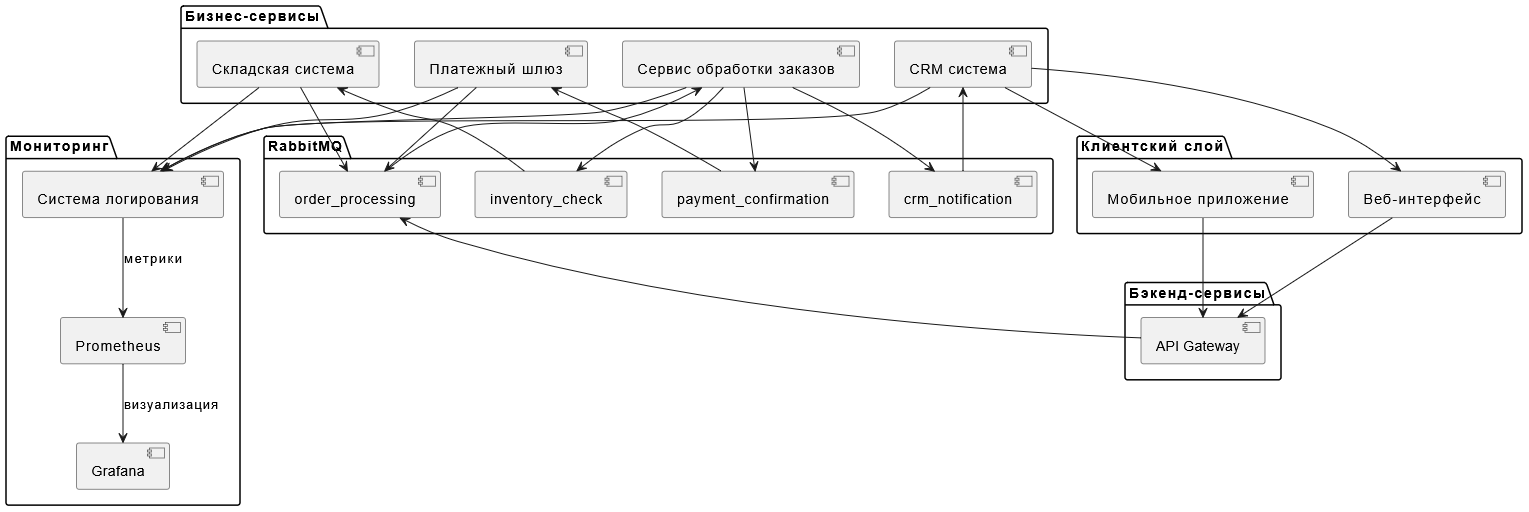 Бизнес-сервисы
Складская система
Платежный шлюз
Сервис обработки заказов
CRM система
Мониторинг
RabbitMQ
Клиентский слой
Система логирования
order_processing
inventory_check
payment_confirmation
crm_notification
Мобильное приложение
Веб-интерфейс
метрики
Бэкенд-сервисы
Prometheus
API Gateway
визуализация
Grafana